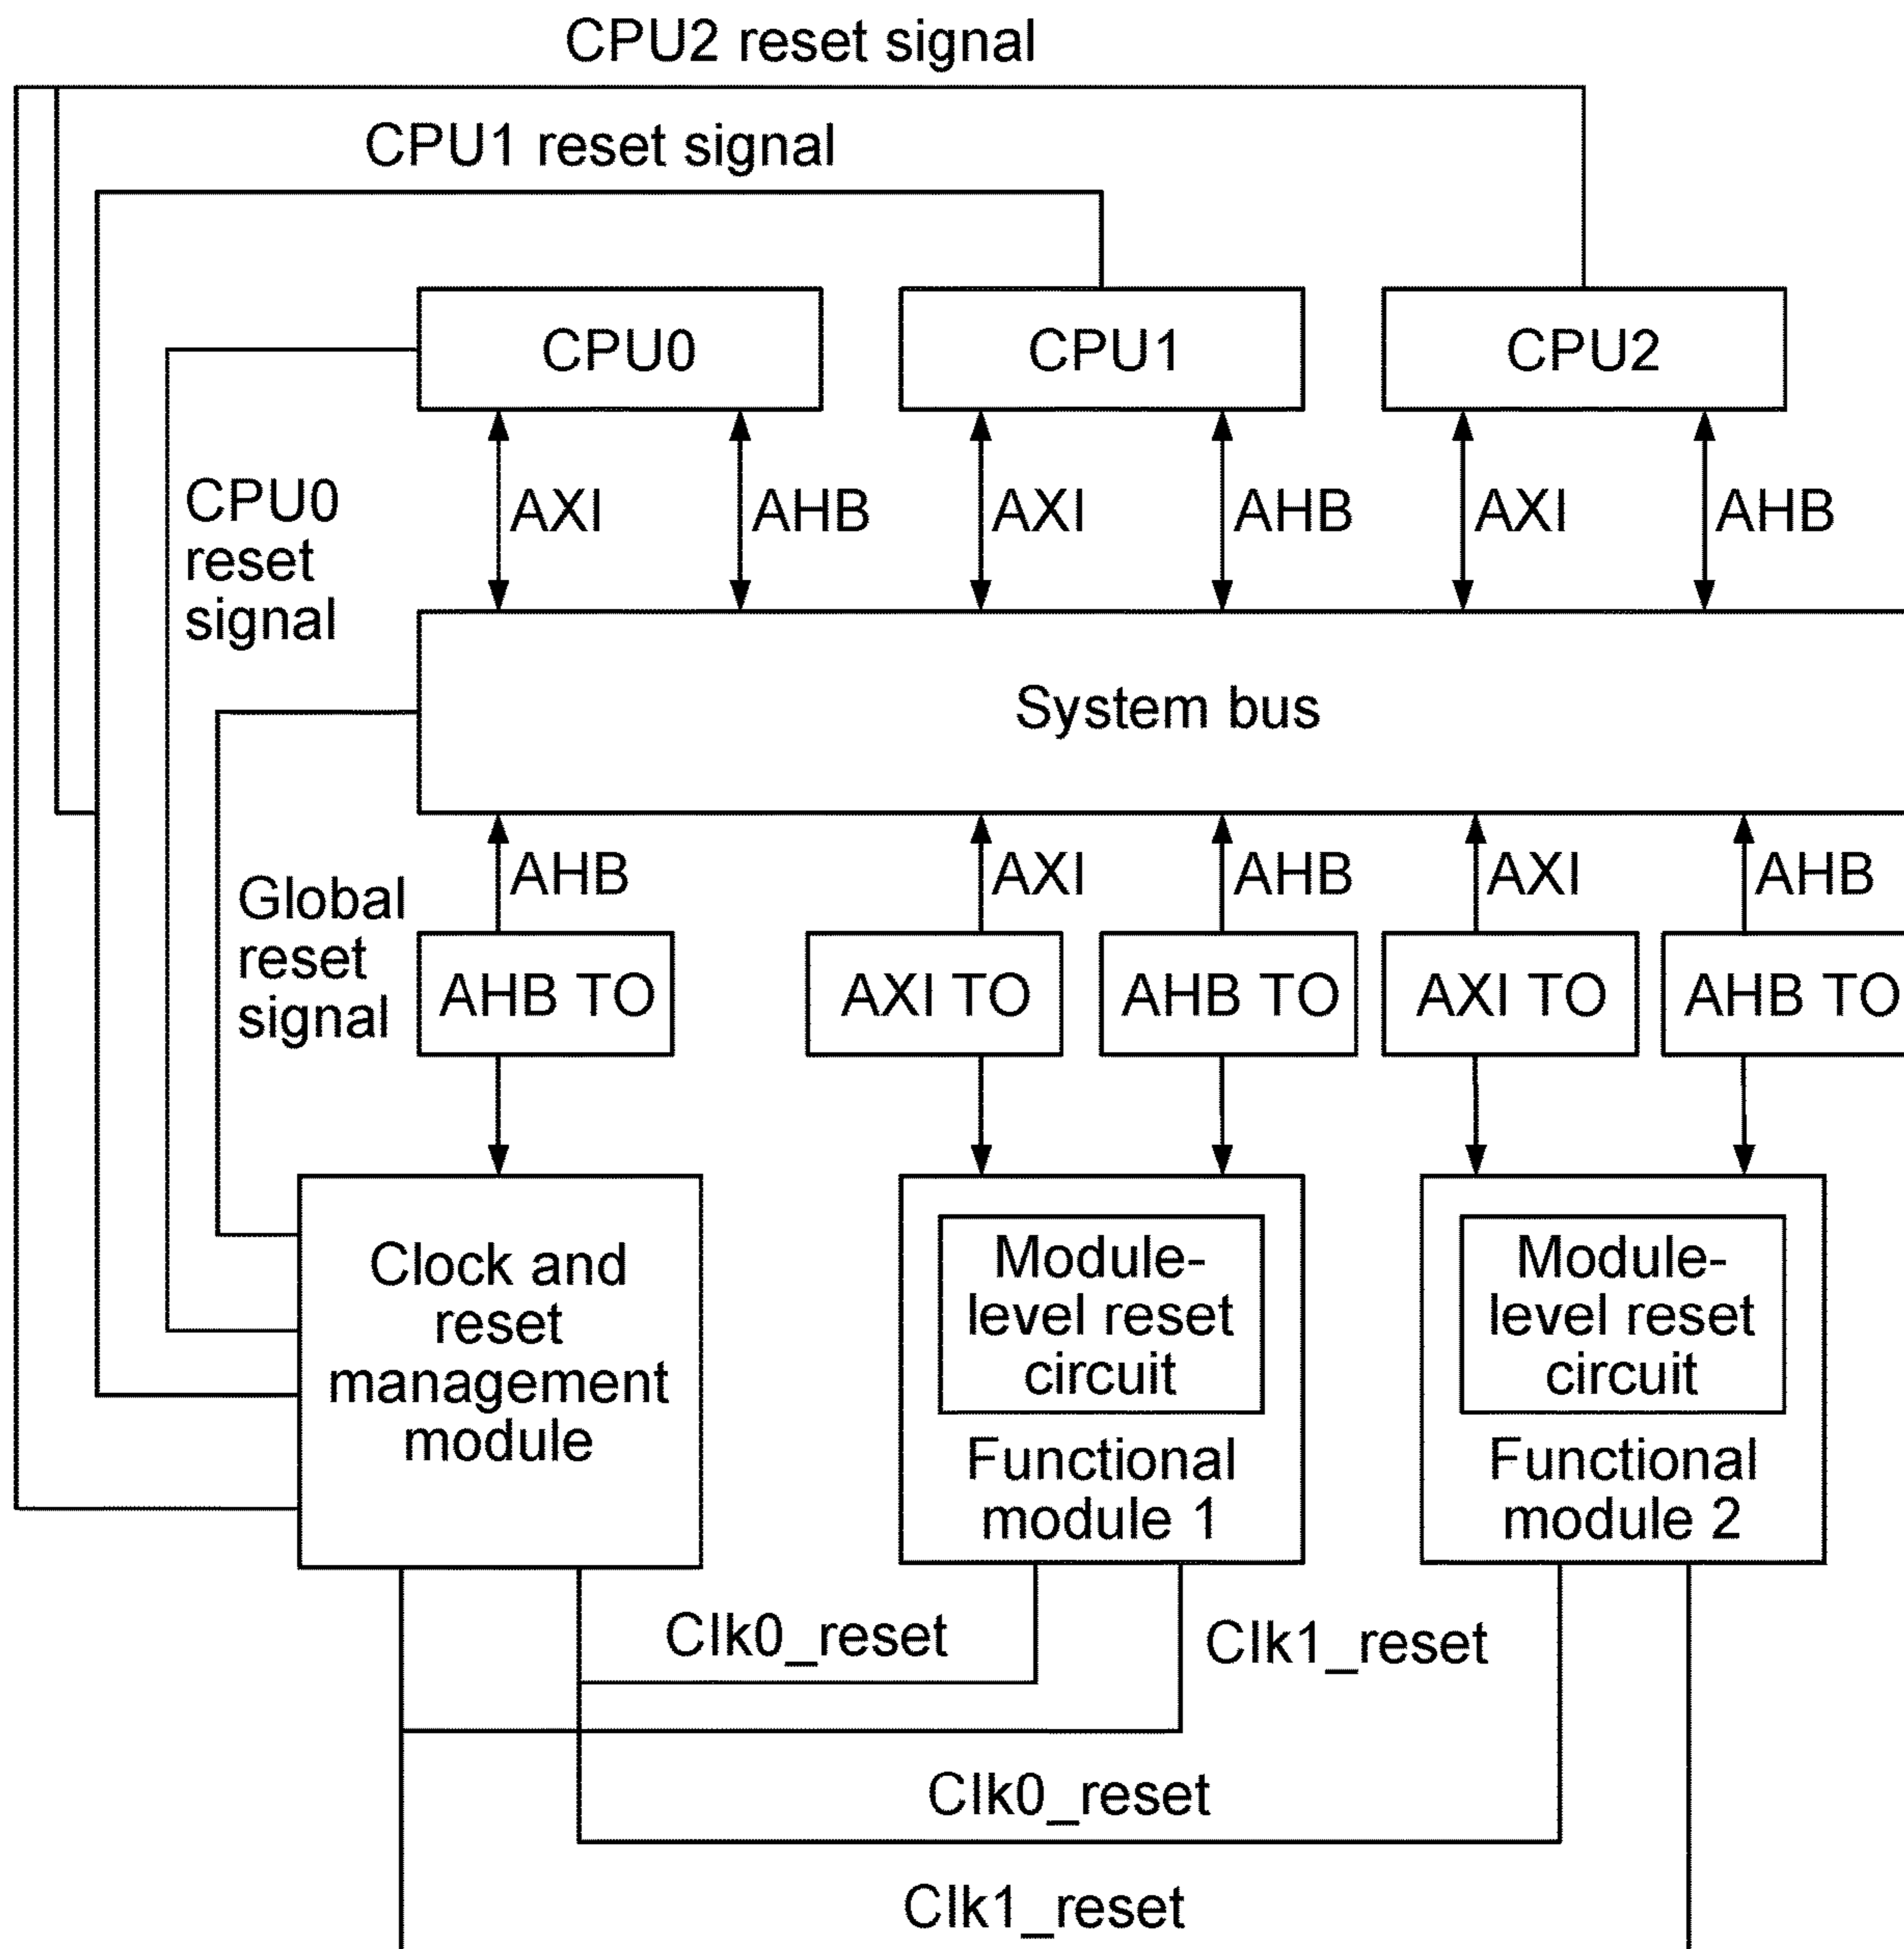 CPU2 reset signal
CPU1 reset signal
CPU0
CPU1
CPU2
CPU0
reset
signal
AXI
AHB
AXI
AHB
AXI
AHB
System bus
Global
reset
signal
AHB
AXI
AHB
AXI
AHB
AHB TO
AXI TO
AHB TO
AXI TO
AHB TO
Clock and
reset
management
module
Module-
level reset
circuit
Functional
module 1
Module-
level reset
circuit
Functional
module 2
Clk0_reset
Clk1_reset
Clk0_reset
Clk1_reset